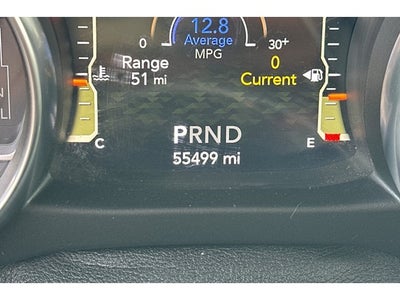 12.8
0 Average 30+
MPG
Range 0
51 mi Current
PRND
C E
55499 mi